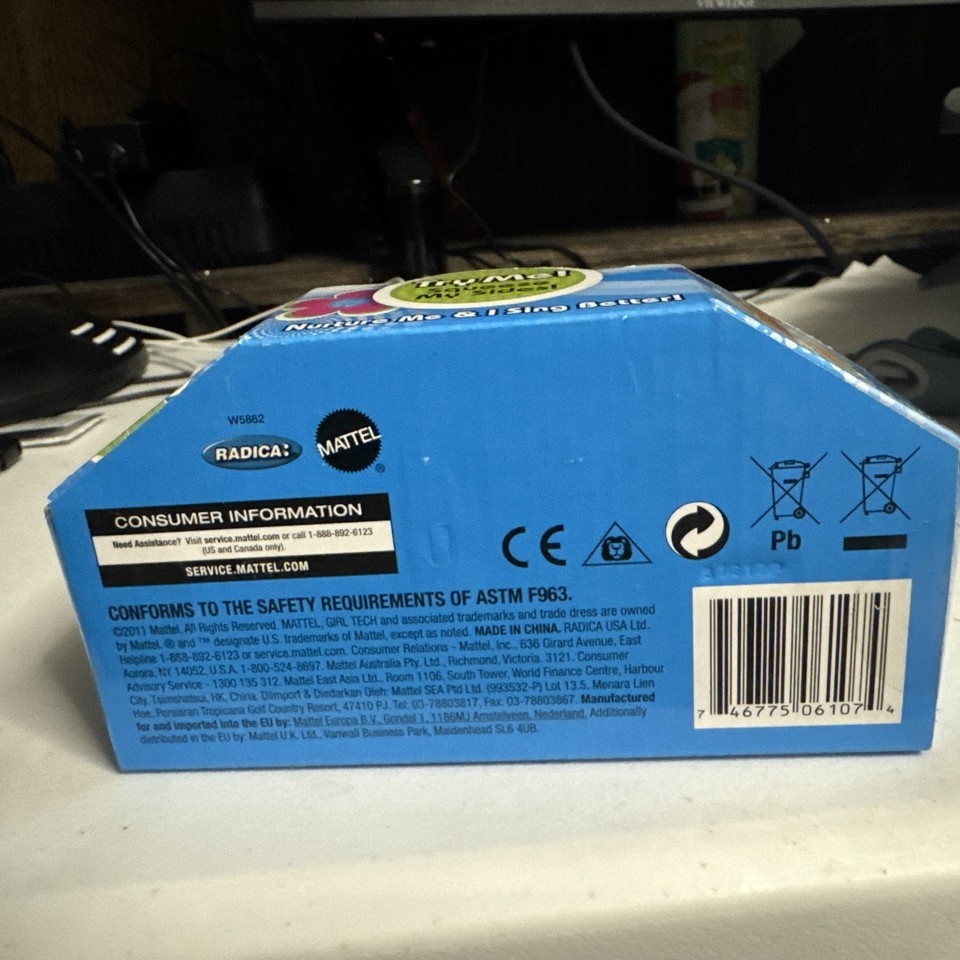 Try Me!
Squeeze
My Stem!
Nurture Me & I Sing Better!
W5862
RADICA:
MATTEL
®
CONSUMER INFORMATION
Need Assistance? Visit service.mattel.com or call 1-888-892-6123
(US and Canada only).
SERVICE.MATTEL.COM
CE
Pb
CONFORMS TO THE SAFETY REQUIREMENTS OF ASTM F963.
©2011 Mattel. All Rights Reserved. MATTEL, GIRL TECH and associated trademarks and trade dress are owned
by Mattel. ® and ™ designate U.S. trademarks of Mattel, except as noted. MADE IN CHINA. RADICA USA Ltd.
Helpline 1-888-892-6123 or service.mattel.com. Consumer Relations - Mattel, Inc., 636 Girard Avenue, East
Aurora, NY 14052, U.S.A. 1-800-524-8697. Mattel Australia Pty. Ltd., Richmond, Victoria. 3121. Consumer
Advisory Service - 1300 135 312. Mattel East Asia Ltd., Room 1106, South Tower, World Finance Centre, Harbour
City, Tsimshatsui, HK, China. Diimport & Diedarkan Oleh: Mattel SEA Ptd Ltd. (993532-P) Lot 13.5, Menara Lien
Hoe, Persiaran Tropicana Golf Country Resort, 47410 PJ. Tel: 03-78803817, Fax: 03-78803867. Manufactured
for and imported into the EU by: Mattel Europa B.V., Gondel 1, 1186MJ Amstelveen, Nederland. Additionally
distributed in the EU by: Mattel U.K. Ltd., Vanwall Business Park, Maidenhead SL6 4UB.
7 46775 06107 4